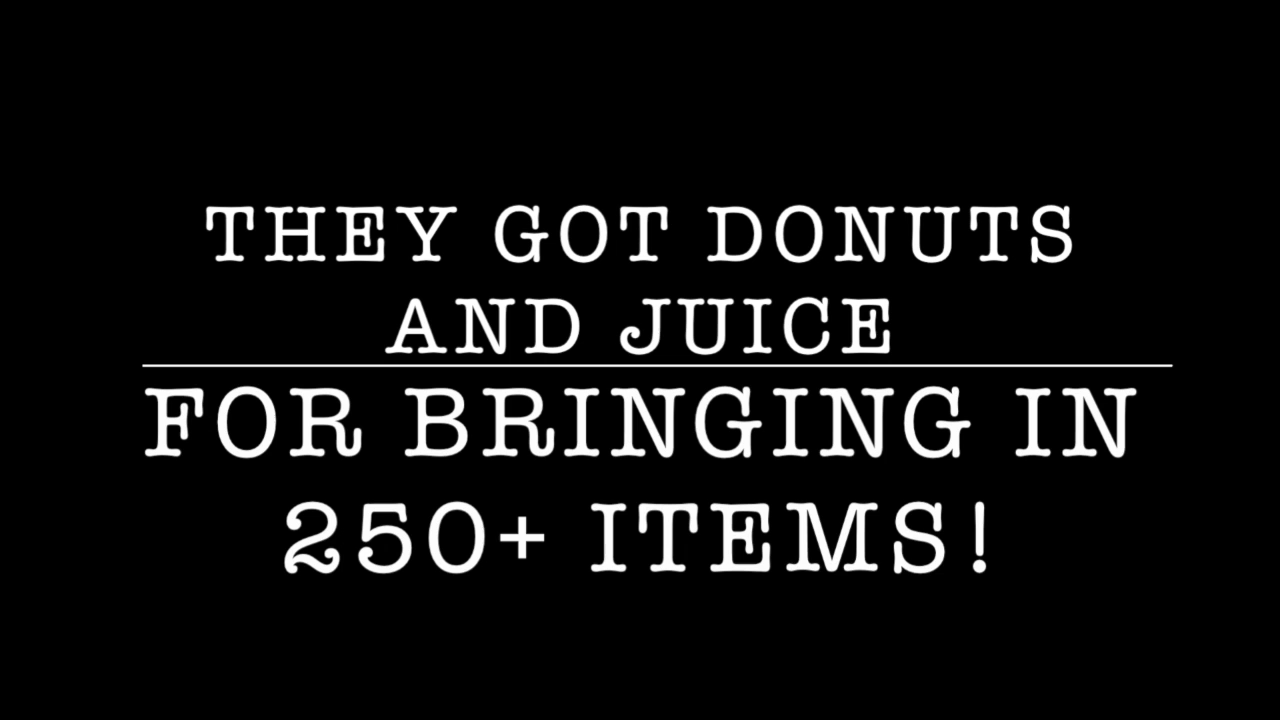 THEY GOT DONUTS
AND JUICE
FOR BRINGING IN
250+ ITEMS!